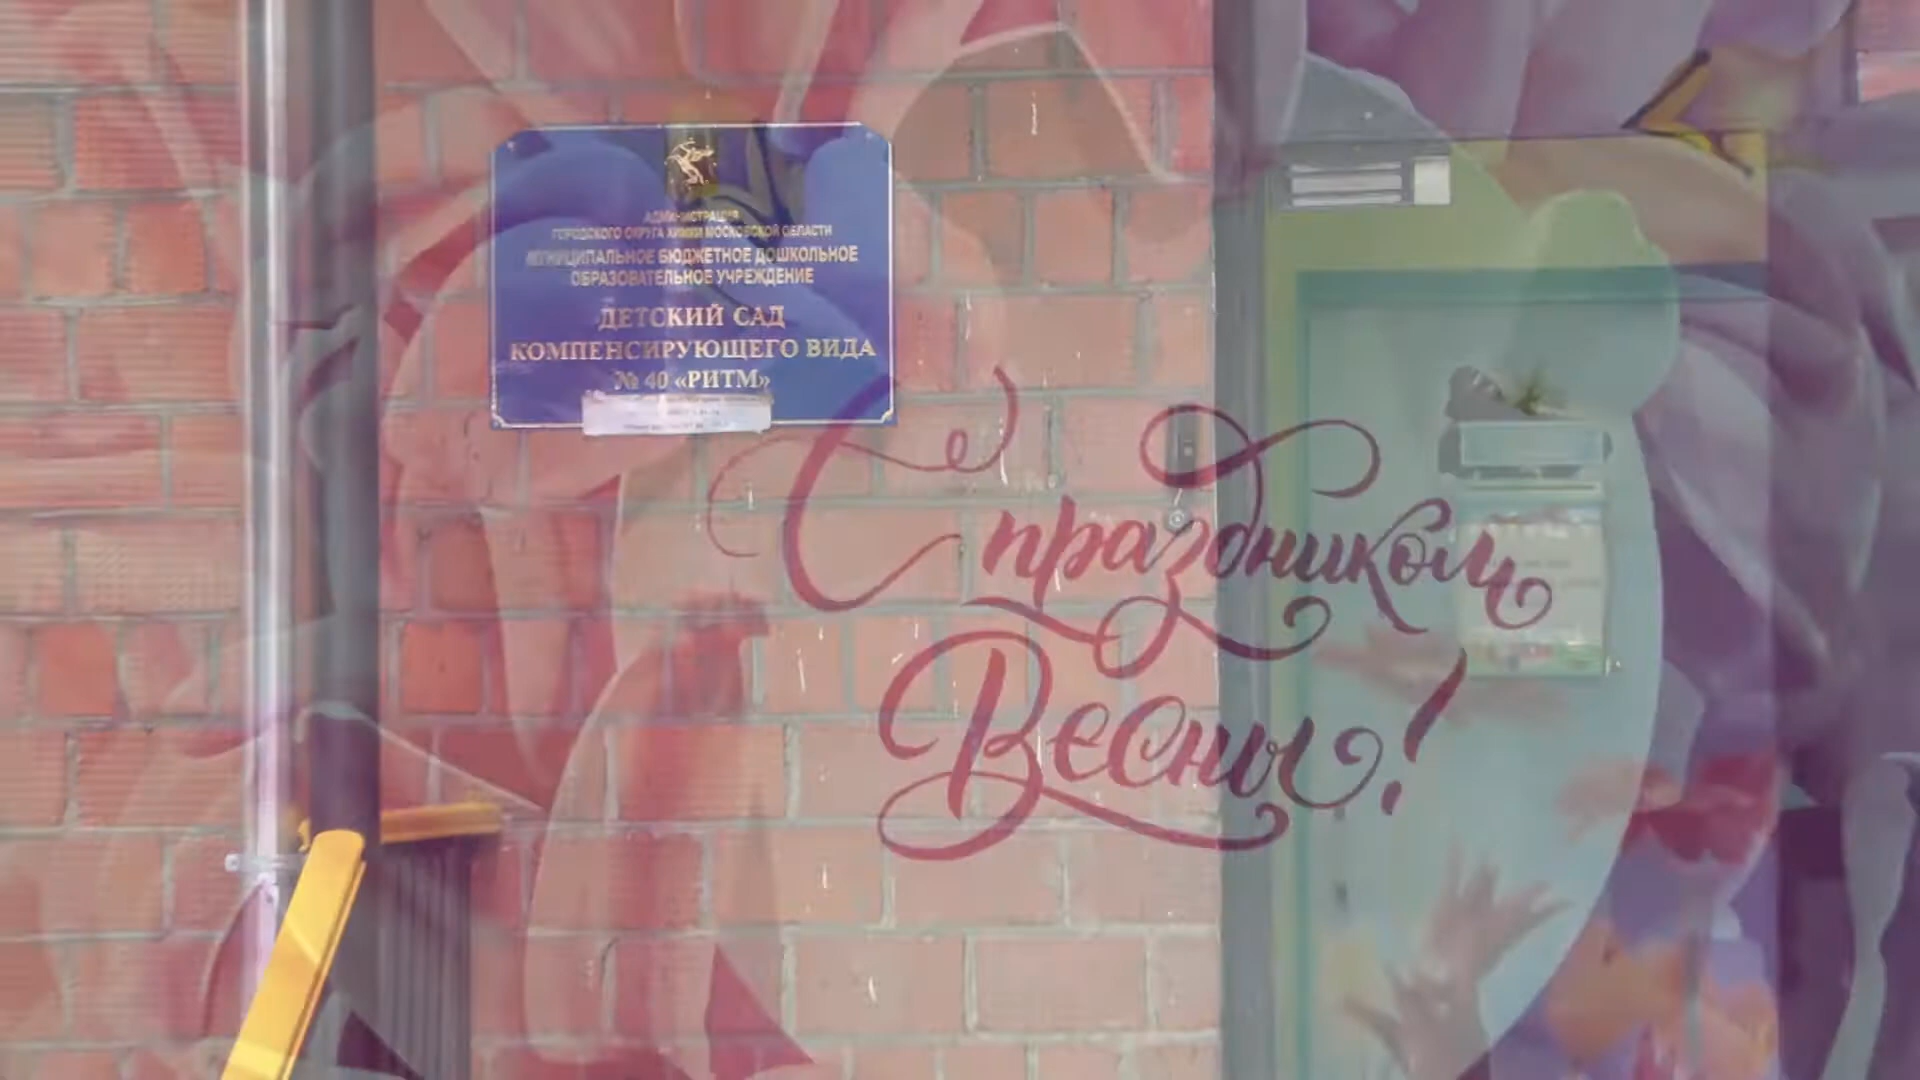 АДМИНИСТРАЦИЯ
ГОРОДСКОГО ОКРУГА ХИМКИ МОСКОВСКОЙ ОБЛАСТИ
МУНИЦИПАЛЬНОЕ БЮДЖЕТНОЕ ДОШКОЛЬНОЕ
ОБРАЗОВАТЕЛЬНОЕ УЧРЕЖДЕНИЕ
ДЕТСКИЙ САД
КОМПЕНСИРУЮЩЕГО ВИДА
№ 40 «РИТМ»
С праздником
Весны!